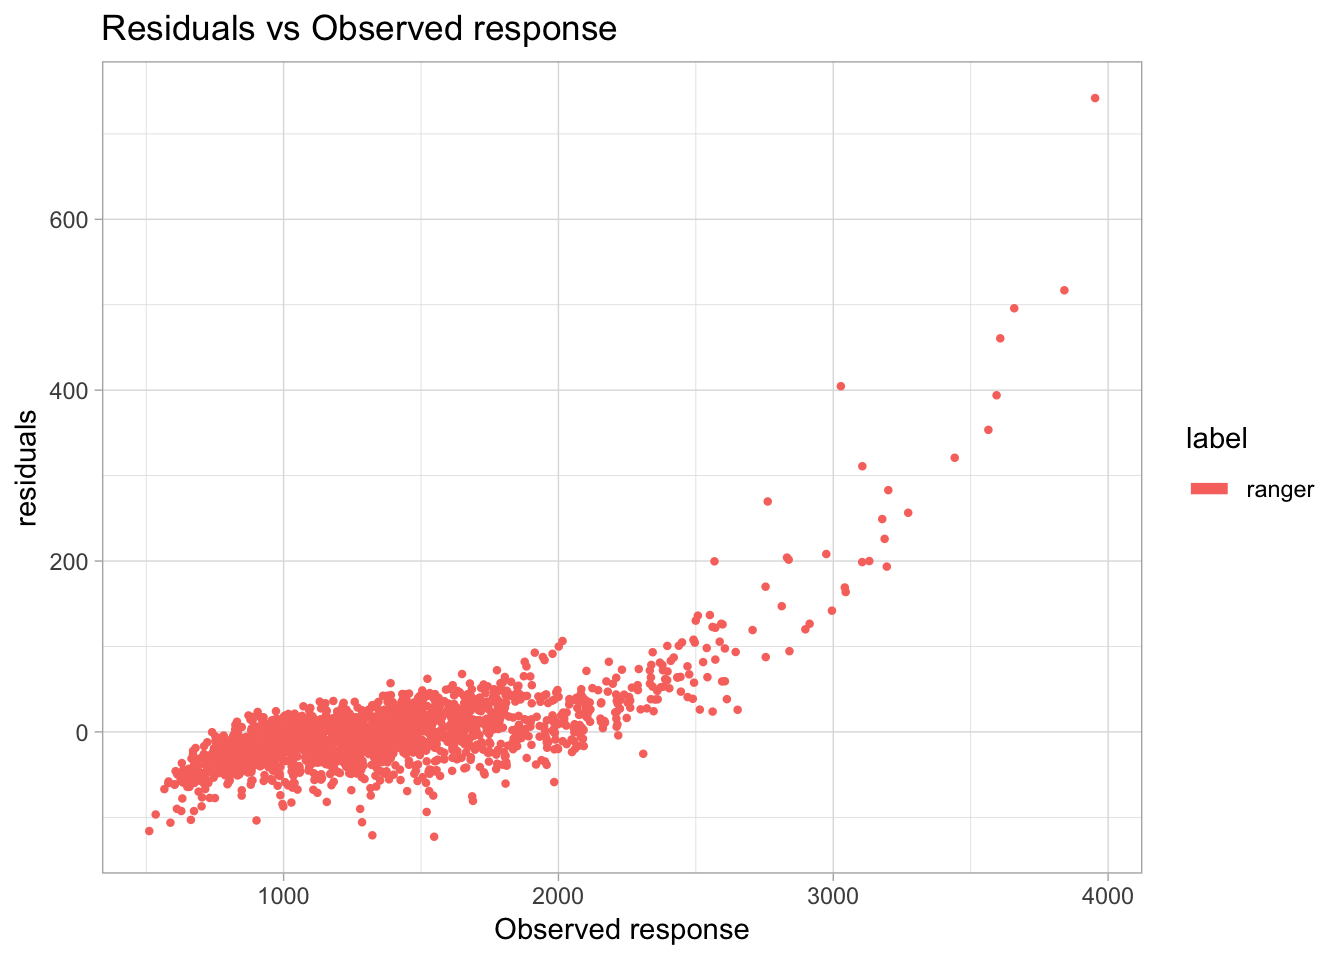 Residuals vs Observed response
residuals
600
400
200
0
1000
2000
3000
4000
Observed response
label
ranger